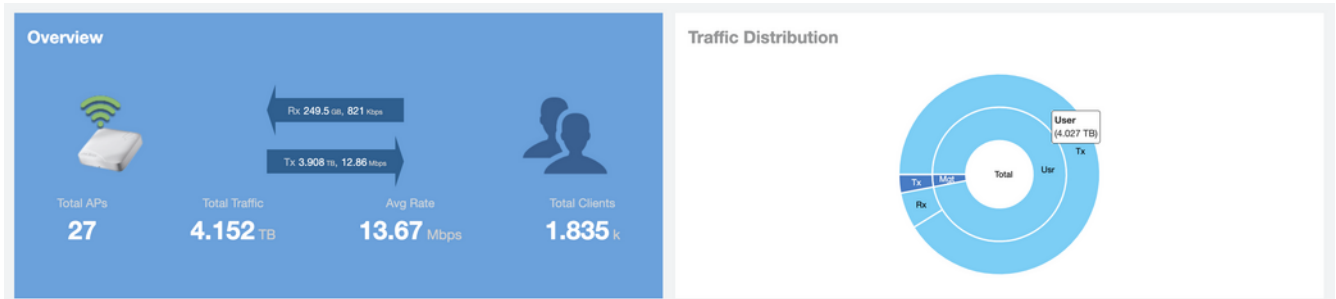 Overview
Rx 249.5 GB, 821 Kbps
Tx 3.908 TB, 12.86 Mbps
Total APs
27
Total Traffic
4.152 TB
Avg Rate
13.67 Mbps
Total Clients
1.835 k
Traffic Distribution
User
(4.027 TB)
Tx
Usr
Total
Mgt
Tx
Rx